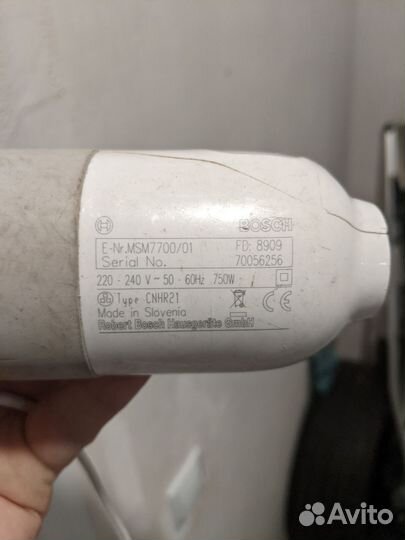 BOSCH
E-Nr.MSM7700/01 FD: 8909
Serial No. 70056256
220 - 240 V ~ 50 - 60Hz 750W
Type CNHR21
Made in Slovenia
Robert Bosch Hausgeräte GmbH
Avito